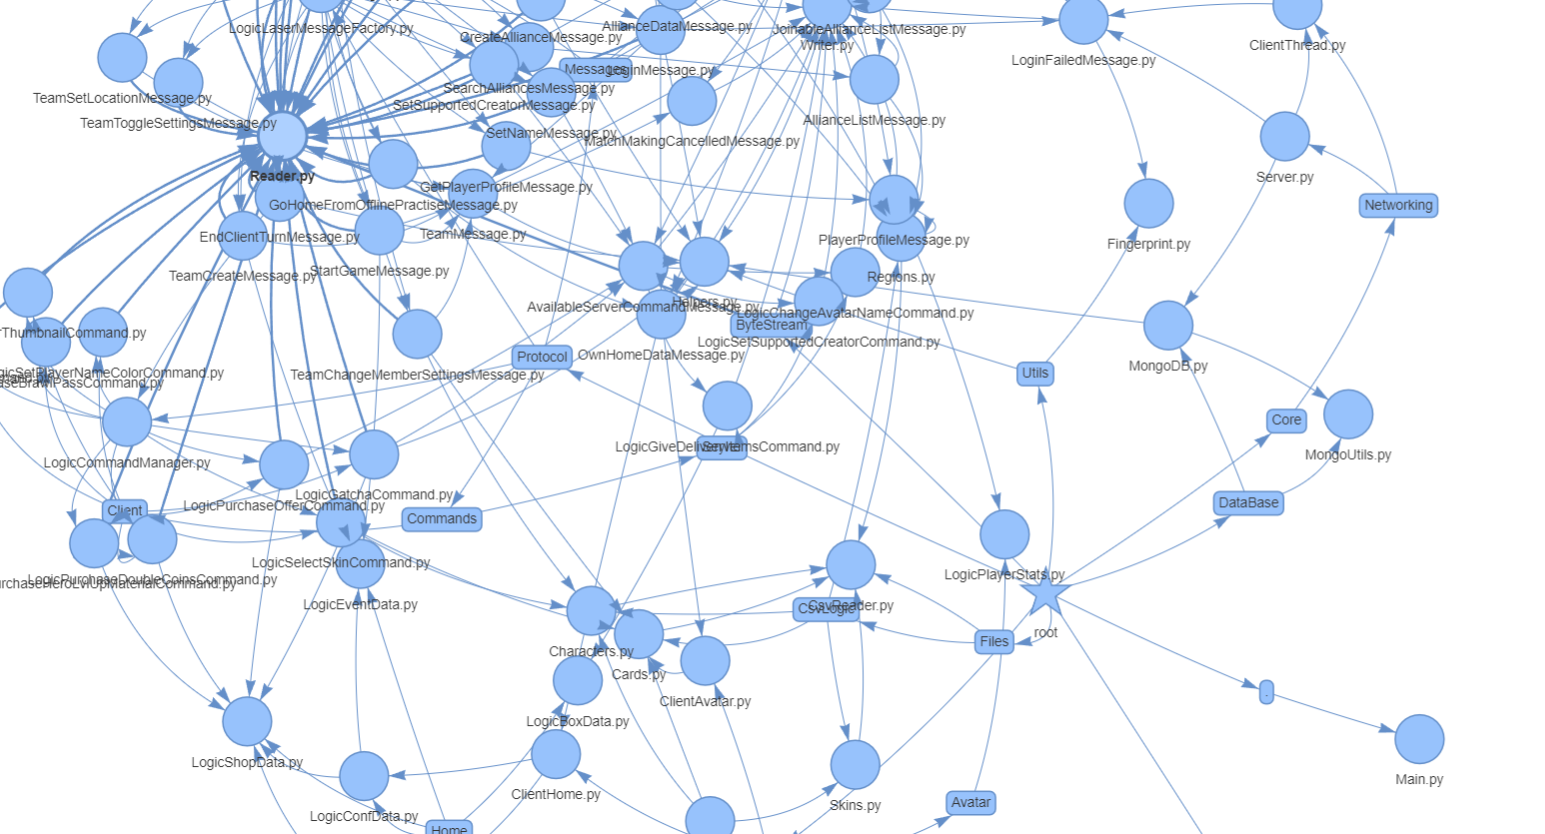 LogicLaserMessageFactory.py
AllianceDataMessage.py
JoinableAllianceListMessage.py
CreateAllianceMessage.py
Writer.py
ClientThread.py
LoginFailedMessage.py
Messages
LoginMessage.py
SearchAlliancesMessage.py
TeamSetLocationMessage.py
SetSupportedCreatorMessage.py
AllianceListMessage.py
TeamToggleSettingsMessage.py
SetNameMessage.py
MatchMakingCancelledMessage.py
Reader.py
Server.py
GetPlayerProfileMessage.py
GoHomeFromOfflinePractiseMessage.py
Networking
TeamMessage.py
EndClientTurnMessage.py
PlayerProfileMessage.py
Fingerprint.py
TeamCreateMessage.py
StartGameMessage.py
Regions.py
Helpers.py
AvailableServerCommandMessage.py
LogicChangeAvatarNameCommand.py
ByteStream
rThumbnailCommand.py
LogicSetSupportedCreatorCommand.py
OwnHomeDataMessage.py
Protocol
MongoDB.py
gicSetPlayerNameColorCommand.py
TeamChangeMemberSettingsMessage.py
Utils
aseBrawlPassCommand.py
Core
LogicGiveDeliveryItemsCommand.py
MongoUtils.py
LogicCommandManager.py
LogicGatchaCommand.py
LogicPurchaseOfferCommand.py
DataBase
Client
Commands
LogicSelectSkinCommand.py
LogicPlayerStats.py
LogicPurchaseDoubleCoinsCommand.py
urchaseHeroLvlUpMaterialCommand.py
LogicEventData.py
CsvLogic
CsvReader.py
root
Files
Characters.py
Cards.py
ClientAvatar.py
.
LogicBoxData.py
LogicShopData.py
Main.py
ClientHome.py
Skins.py
Avatar
LogicConfData.py
Home